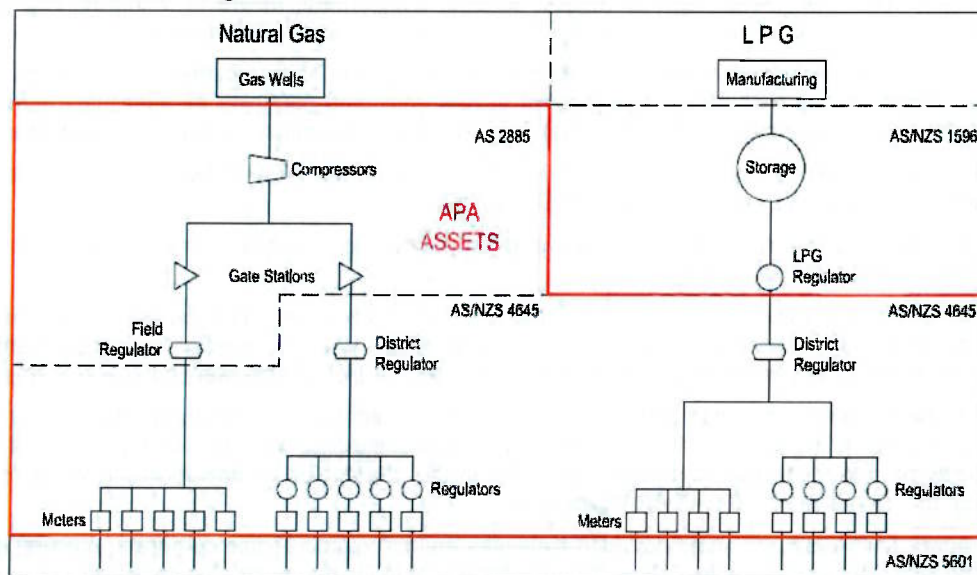 Natural Gas
L P G
Gas Wells
Manufacturing
AS 2885
AS/NZS 1596
Compressors
Storage
APA
ASSETS
LPG
Regulator
Gate Stations
AS/NZS 4645
AS/NZS 4645
Field
Regulator
District
Regulator
District
Regulator
Regulators
Regulators
Meters
Meters
AS/NZS 5601